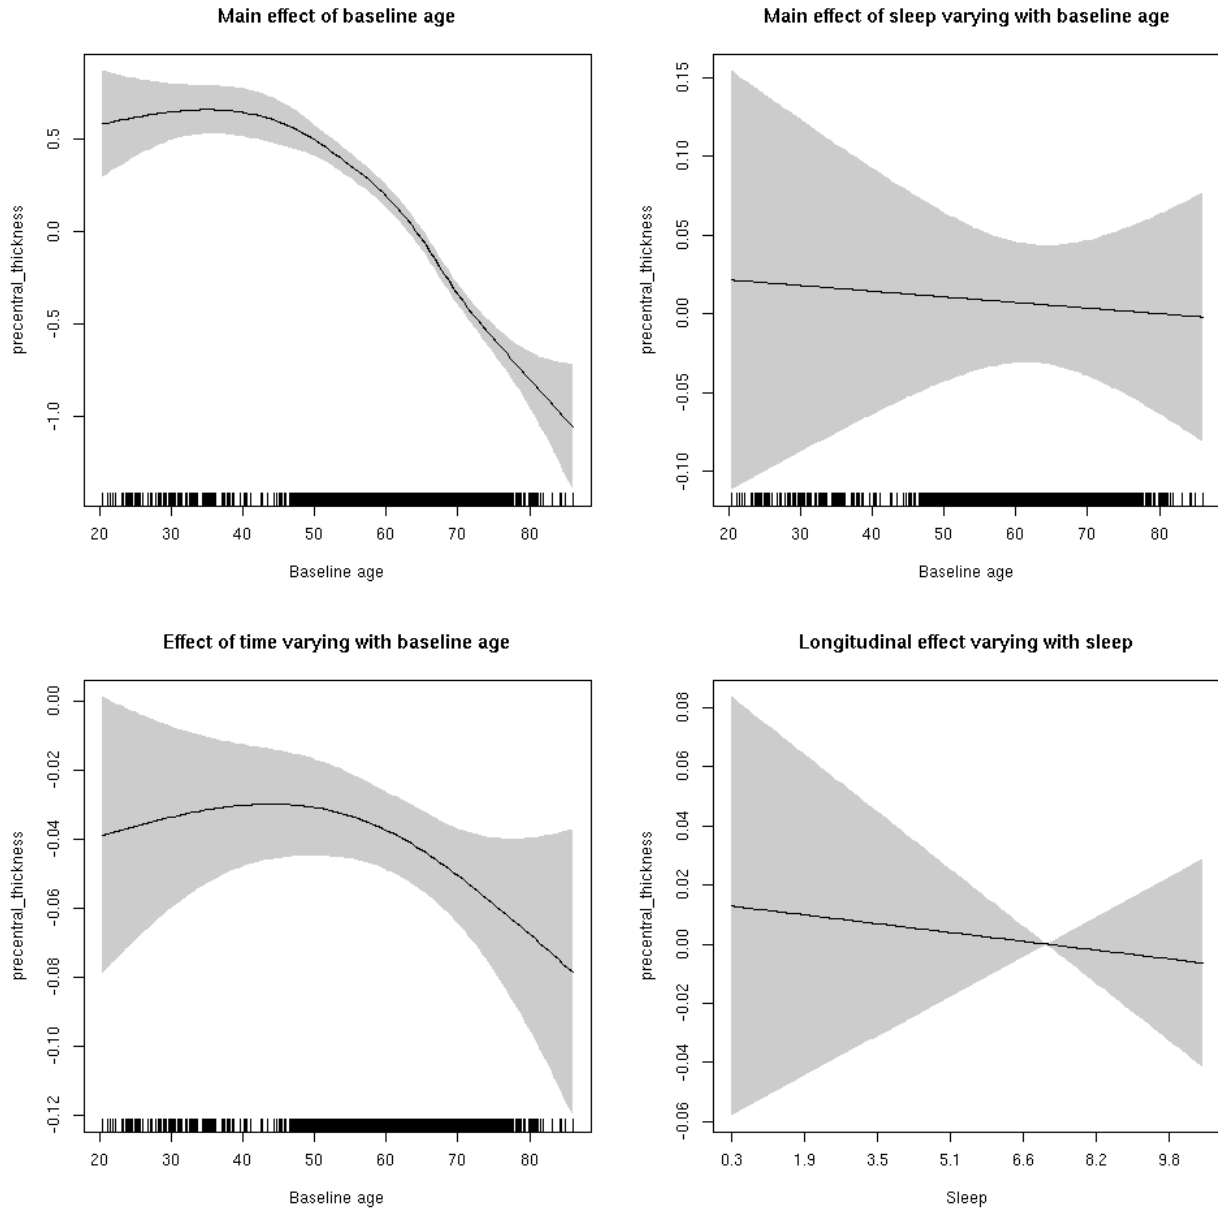 Main effect of baseline age
precentral_thickness
0.5
0.0
-0.5
-1.0
20 30 40 50 60 70 80
Baseline age
Main effect of sleep varying with baseline age
precentral_thickness
0.15
0.10
0.05
0.00
-0.05
-0.10
20 30 40 50 60 70 80
Baseline age
Effect of time varying with baseline age
precentral_thickness
0.00
-0.02
-0.04
-0.06
-0.08
-0.10
-0.12
20 30 40 50 60 70 80
Baseline age
Longitudinal effect varying with sleep
precentral_thickness
0.08
0.06
0.04
0.02
0.00
-0.02
-0.04
-0.06
0.3 1.9 3.5 5.1 6.6 8.2 9.8
Sleep